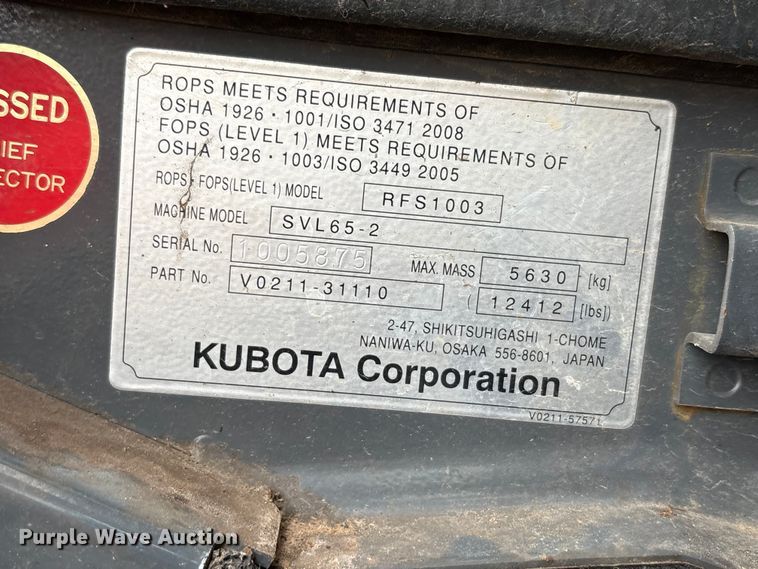 SSED
IEF
ECTOR
ROPS MEETS REQUIREMENTS OF
OSHA 1926 · 1001/ISO 3471 2008
FOPS (LEVEL 1) MEETS REQUIREMENTS OF
OSHA 1926 · 1003/ISO 3449 2005
ROPS · FOPS(LEVEL 1) MODEL RFS1003
MACHINE MODEL SVL65-2
SERIAL No. 1005875 MAX. MASS 5630 [kg]
PART No. V0211-31110 ( 12412 [lbs])
2-47, SHIKITSUHIGASHI 1-CHOME
NANIWA-KU, OSAKA 556-8601, JAPAN
KUBOTA Corporation
V0211-57571
Purple Wave Auction